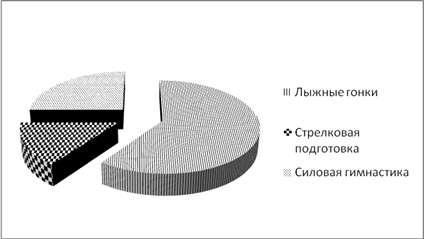 Лыжные гонки
Стрелковая
подготовка
Силовая гимнастика